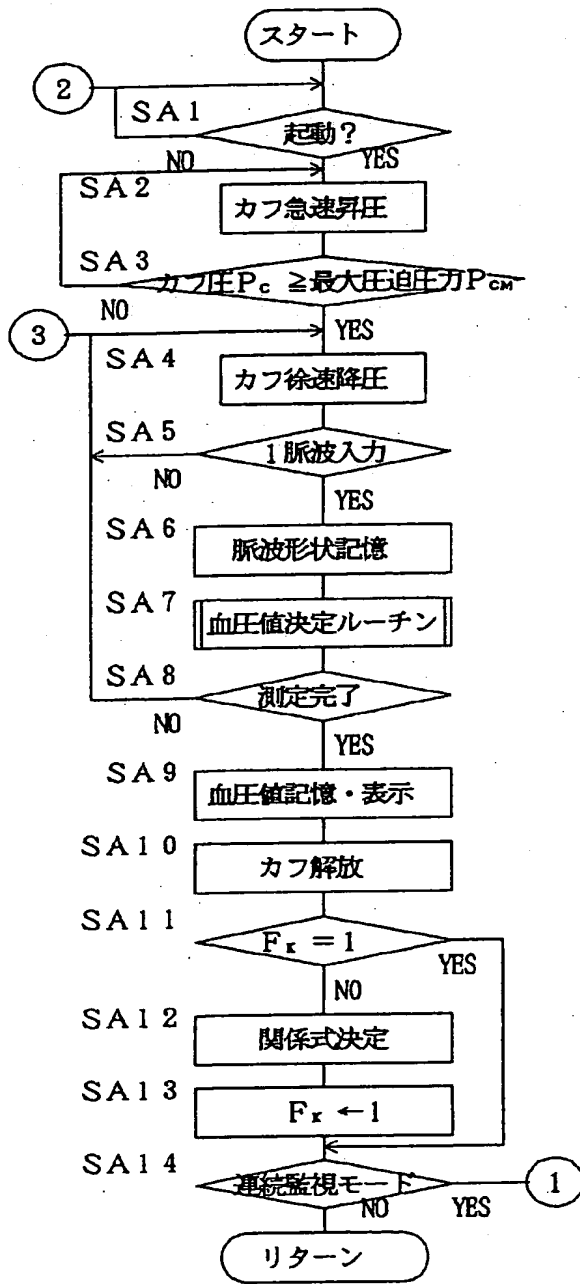 スタート
2
SA1
起動?
NO
YES
SA2
カフ急速昇圧
SA3
カフ圧Pc ≧最大圧迫圧力PCM
NO
YES
3
SA4
カフ徐速降圧
SA5
1脈波入力
NO
YES
SA6
脈波形状記憶
SA7
血圧値決定ルーチン
SA8
測定完了
NO
YES
SA9
血圧値記憶・表示
SA10
カフ解放
SA11
FK =1
YES
NO
SA12
関係式決定
SA13
FK ←1
SA14
連続監視モード
1
NO
YES
リターン